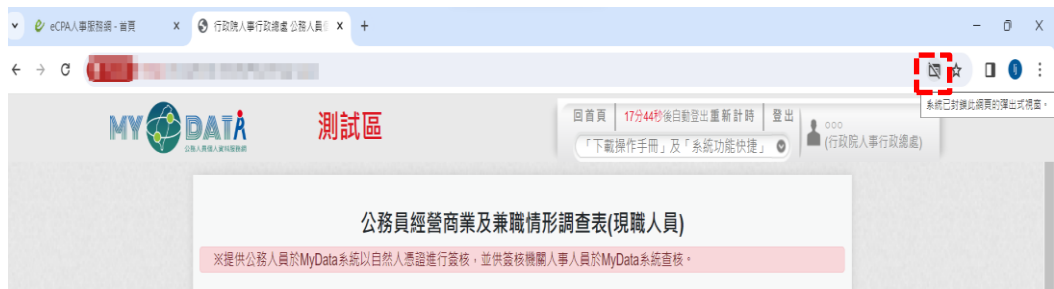 eCPA人事服務網 - 首頁
行政院人事行政總處 公務人員個
系統已封鎖此網頁的彈出式視窗。
MY DATA
公務人員個人資料服務網
測試區
回首頁 17分44秒後自動登出重新計時 登出
「下載操作手冊」及「系統功能快捷」
ooo
(行政院人事行政總處)
公務員經營商業及兼職情形調查表(現職人員)
※提供公務人員於MyData系統以自然人憑證進行簽核，並供簽核機關人事人員於MyData系統查核。